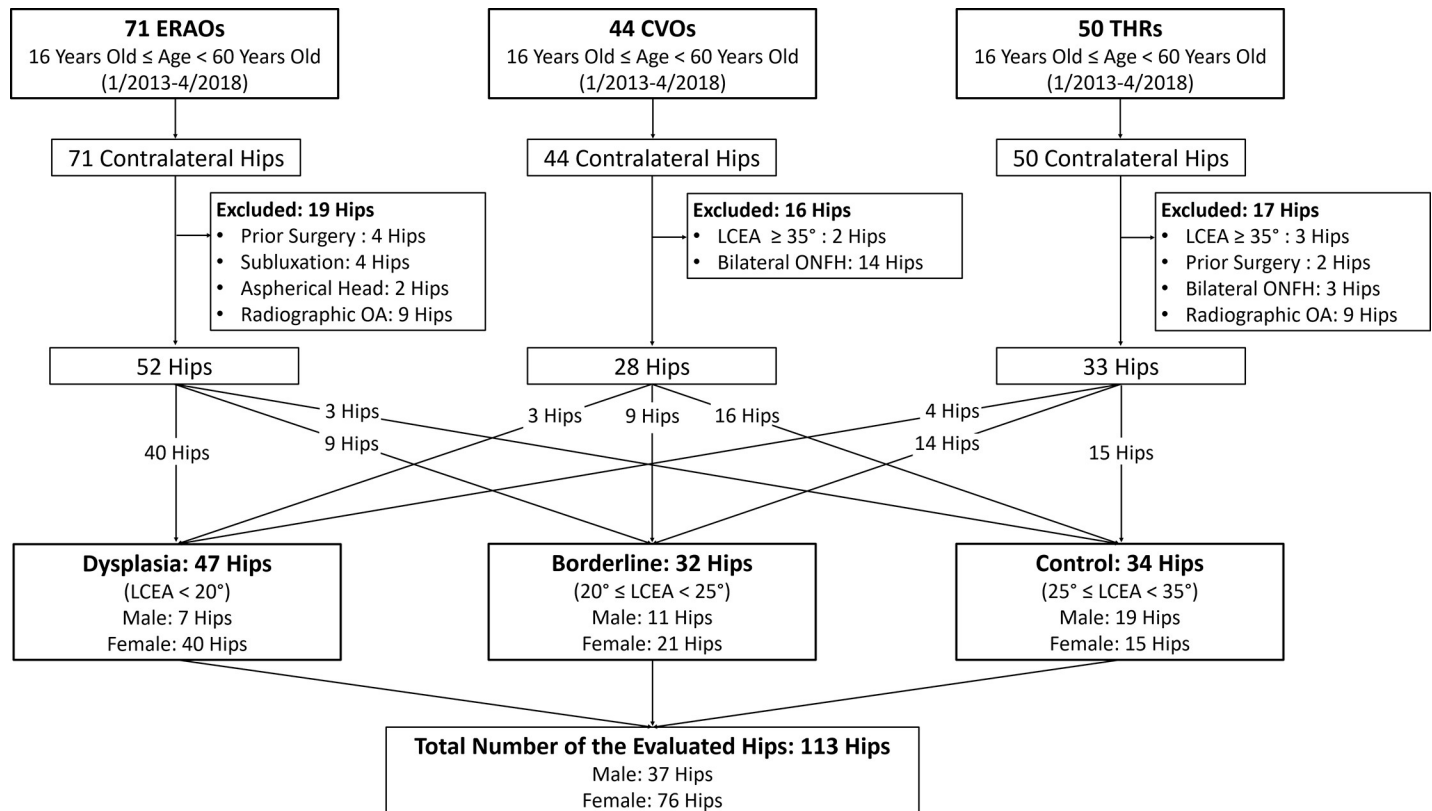 71 ERAOs
16 Years Old ≤ Age < 60 Years Old
(1/2013-4/2018)
44 CVOs
16 Years Old ≤ Age < 60 Years Old
(1/2013-4/2018)
50 THRs
16 Years Old ≤ Age < 60 Years Old
(1/2013-4/2018)
71 Contralateral Hips
44 Contralateral Hips
50 Contralateral Hips
Excluded: 19 Hips
• Prior Surgery : 4 Hips
• Subluxation: 4 Hips
• Aspherical Head: 2 Hips
• Radiographic OA: 9 Hips
Excluded: 16 Hips
• LCEA ≥ 35° : 2 Hips
• Bilateral ONFH: 14 Hips
Excluded: 17 Hips
• LCEA ≥ 35° : 3 Hips
• Prior Surgery : 2 Hips
• Bilateral ONFH: 3 Hips
• Radiographic OA: 9 Hips
52 Hips
28 Hips
33 Hips
3 Hips
3 Hips
9 Hips
16 Hips
4 Hips
40 Hips
9 Hips
14 Hips
15 Hips
Dysplasia: 47 Hips
(LCEA < 20°)
Male: 7 Hips
Female: 40 Hips
Borderline: 32 Hips
(20° ≤ LCEA < 25°)
Male: 11 Hips
Female: 21 Hips
Control: 34 Hips
(25° ≤ LCEA < 35°)
Male: 19 Hips
Female: 15 Hips
Total Number of the Evaluated Hips: 113 Hips
Male: 37 Hips
Female: 76 Hips